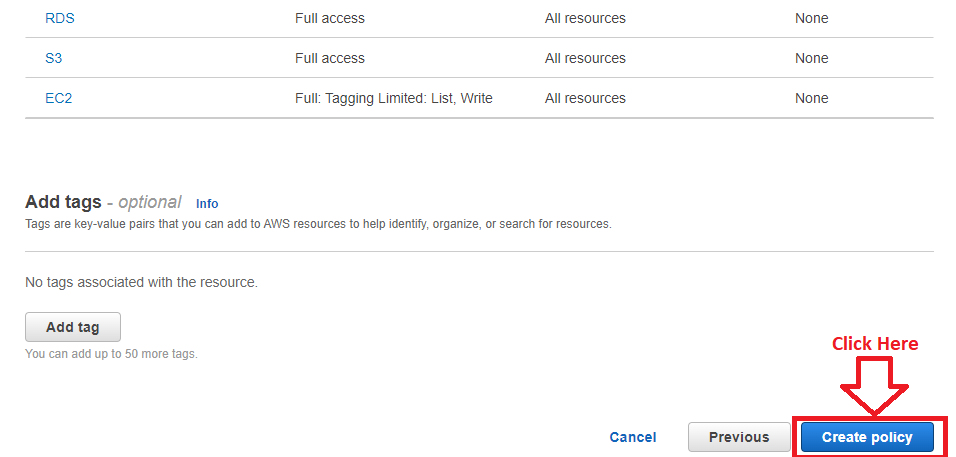 RDS Full access All resources None
S3 Full access All resources None
EC2 Full: Tagging Limited: List, Write All resources None
Add tags - optional Info
Tags are key-value pairs that you can add to AWS resources to help identify, organize, or search for resources.
No tags associated with the resource.
Add tag
You can add up to 50 more tags.
Click Here
Cancel Previous Create policy